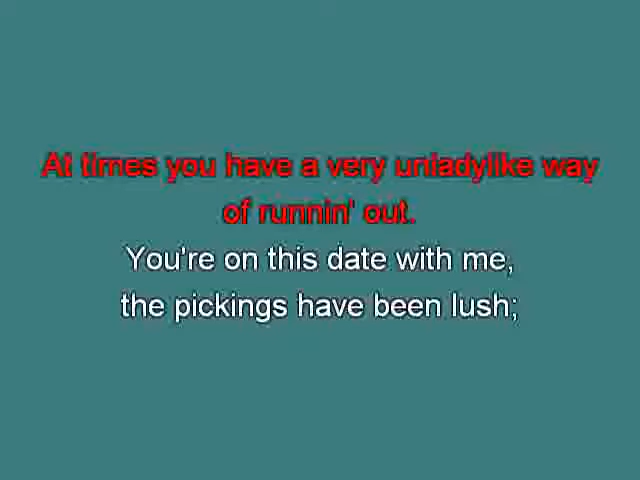 At times you have a very unladylike way
of runnin' out.
You're on this date with me,
the pickings have been lush;